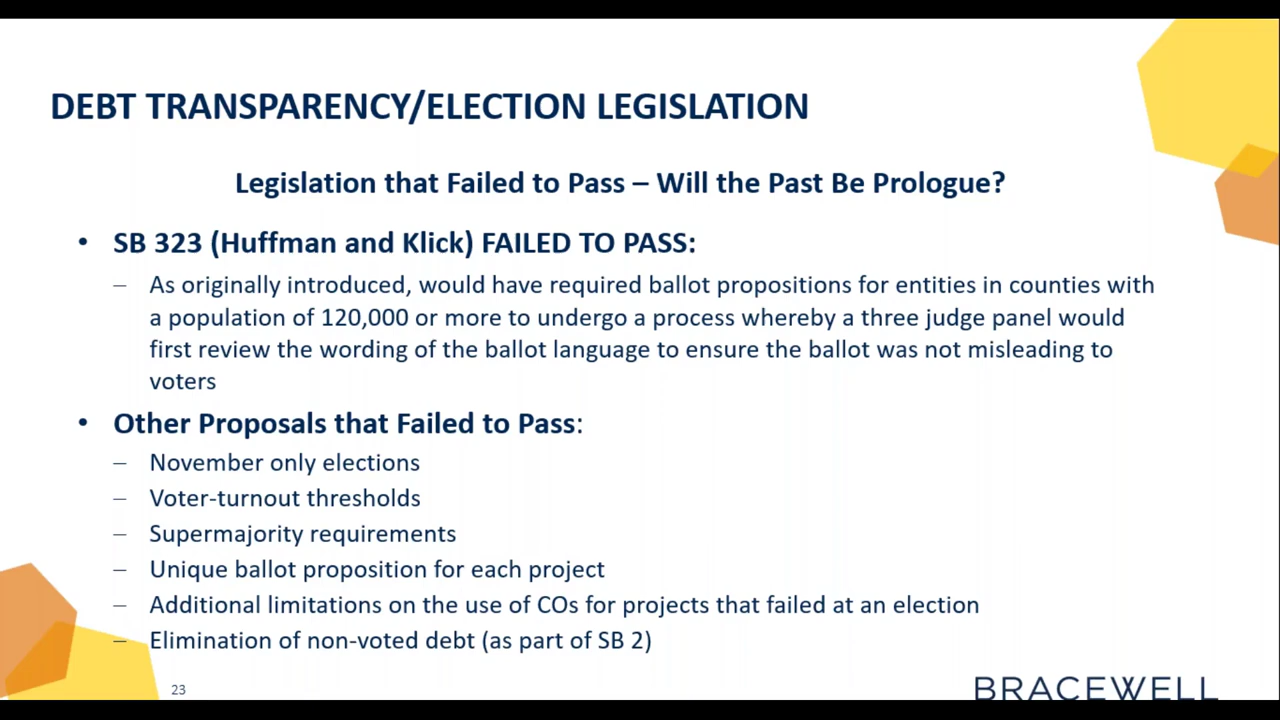 DEBT TRANSPARENCY/ELECTION LEGISLATION
Legislation that Failed to Pass – Will the Past Be Prologue?
• SB 323 (Huffman and Klick) FAILED TO PASS:
– As originally introduced, would have required ballot propositions for entities in counties with
a population of 120,000 or more to undergo a process whereby a three judge panel would
first review the wording of the ballot language to ensure the ballot was not misleading to
voters
• Other Proposals that Failed to Pass:
– November only elections
– Voter-turnout thresholds
– Supermajority requirements
– Unique ballot proposition for each project
– Additional limitations on the use of COs for projects that failed at an election
– Elimination of non-voted debt (as part of SB 2)
23
BRACEWELL